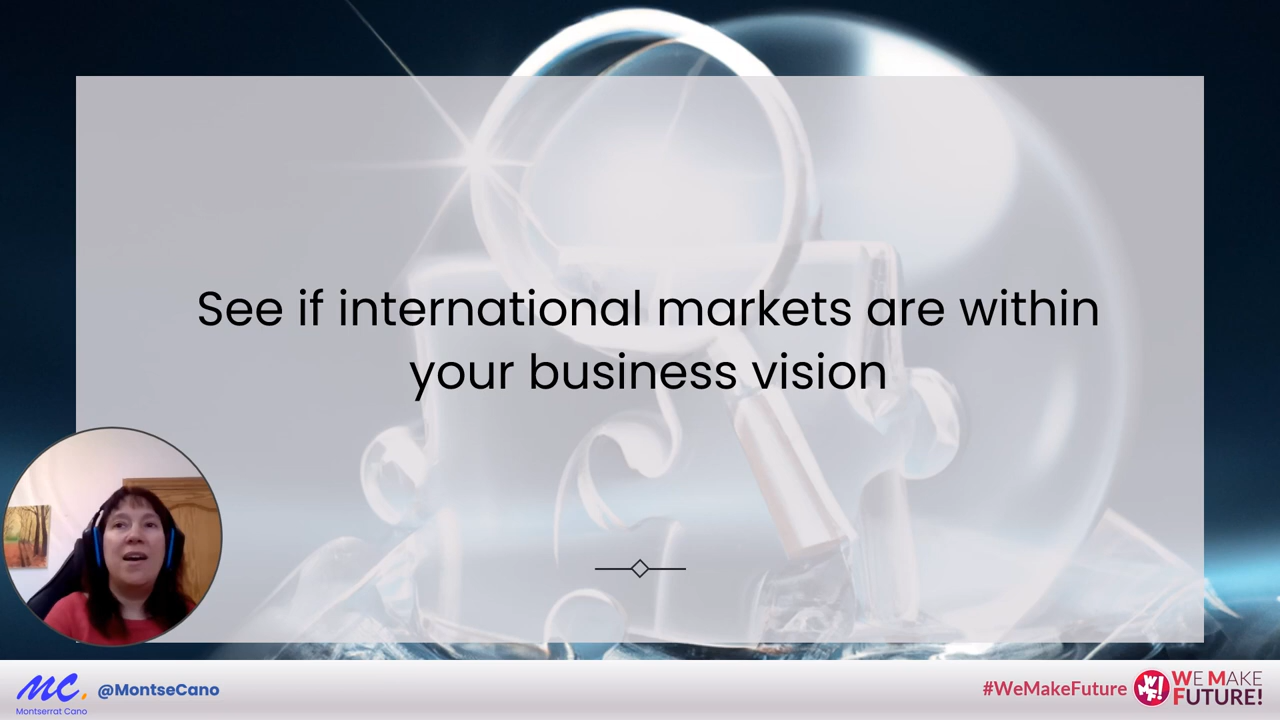 See if international markets are within
your business vision
MC.
Montserrat Cano
@MontseCano
#WeMakeFuture
WE MAKE
FUTURE!